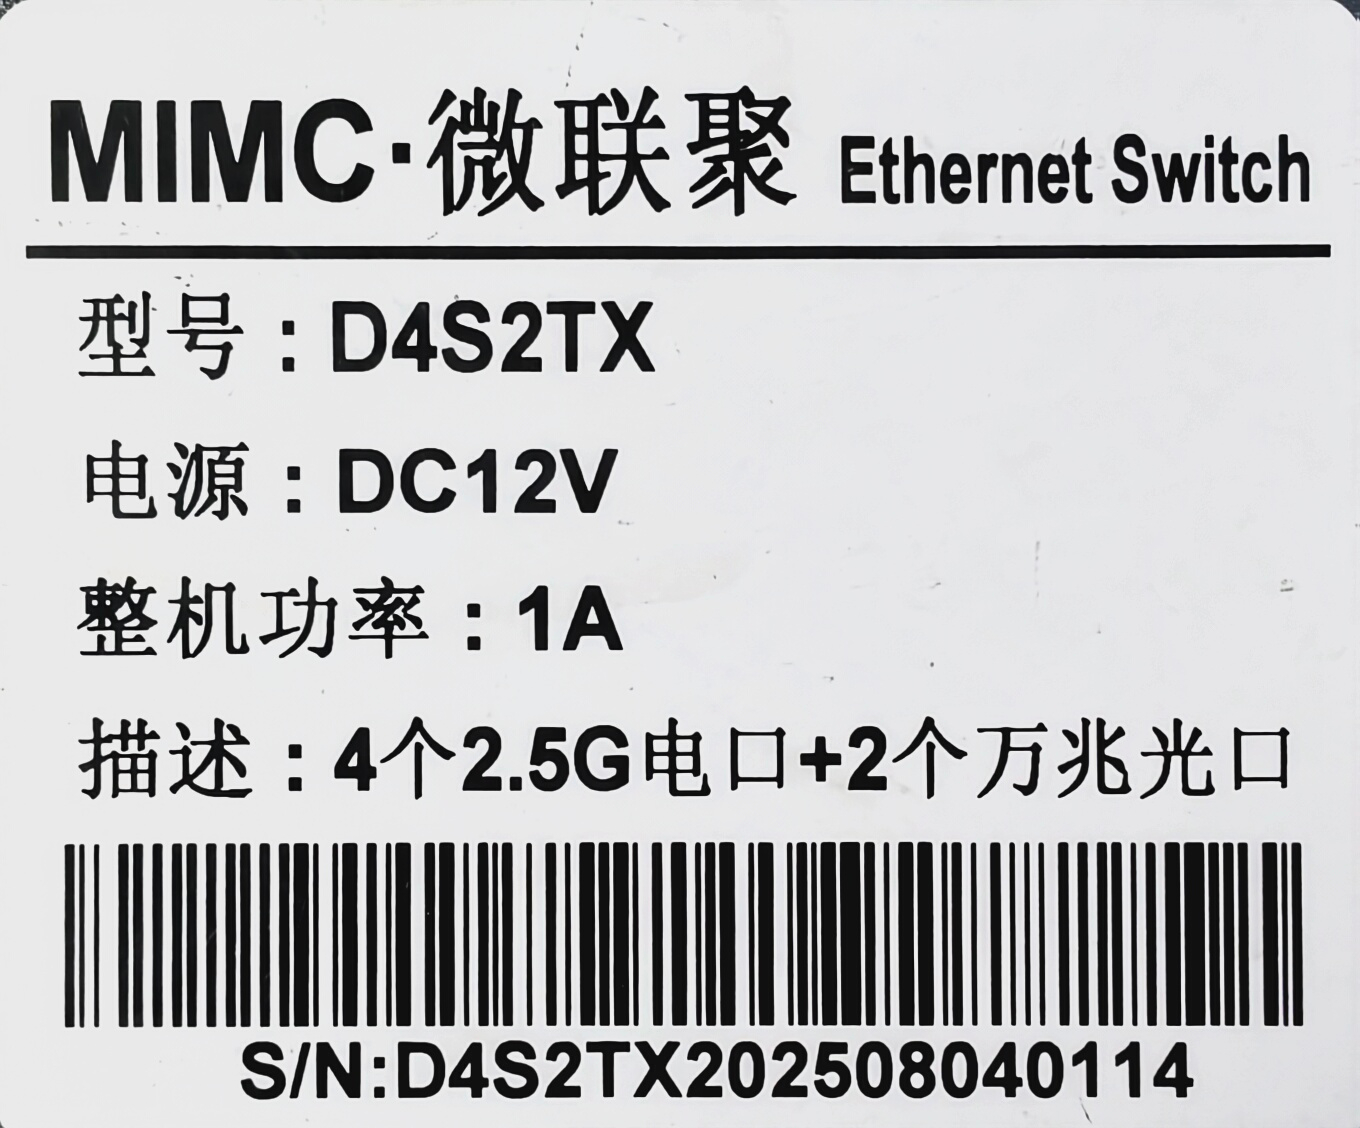 MIMC·微联聚 Ethernet Switch
型号：D4S2TX
电源：DC12V
整机功率：1A
描述：4个2.5G电口+2个万兆光口
S/N:D4S2TX202508040114